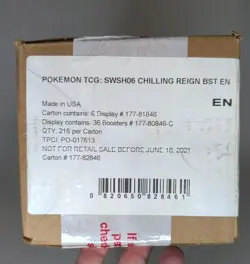 POKEMON TCG: SWSH06 CHILLING REIGN BST EN
EN
Made in USA
Carton contains: 6 Display # 177-81846
Display contains: 36 Boosters # 177-80846-C
QTY: 216 per Carton
TPCI: PO-017613
NOT FOR RETAIL SALE BEFORE JUNE 18, 2021
Carton # 177-82846
0 820650 828461
If s